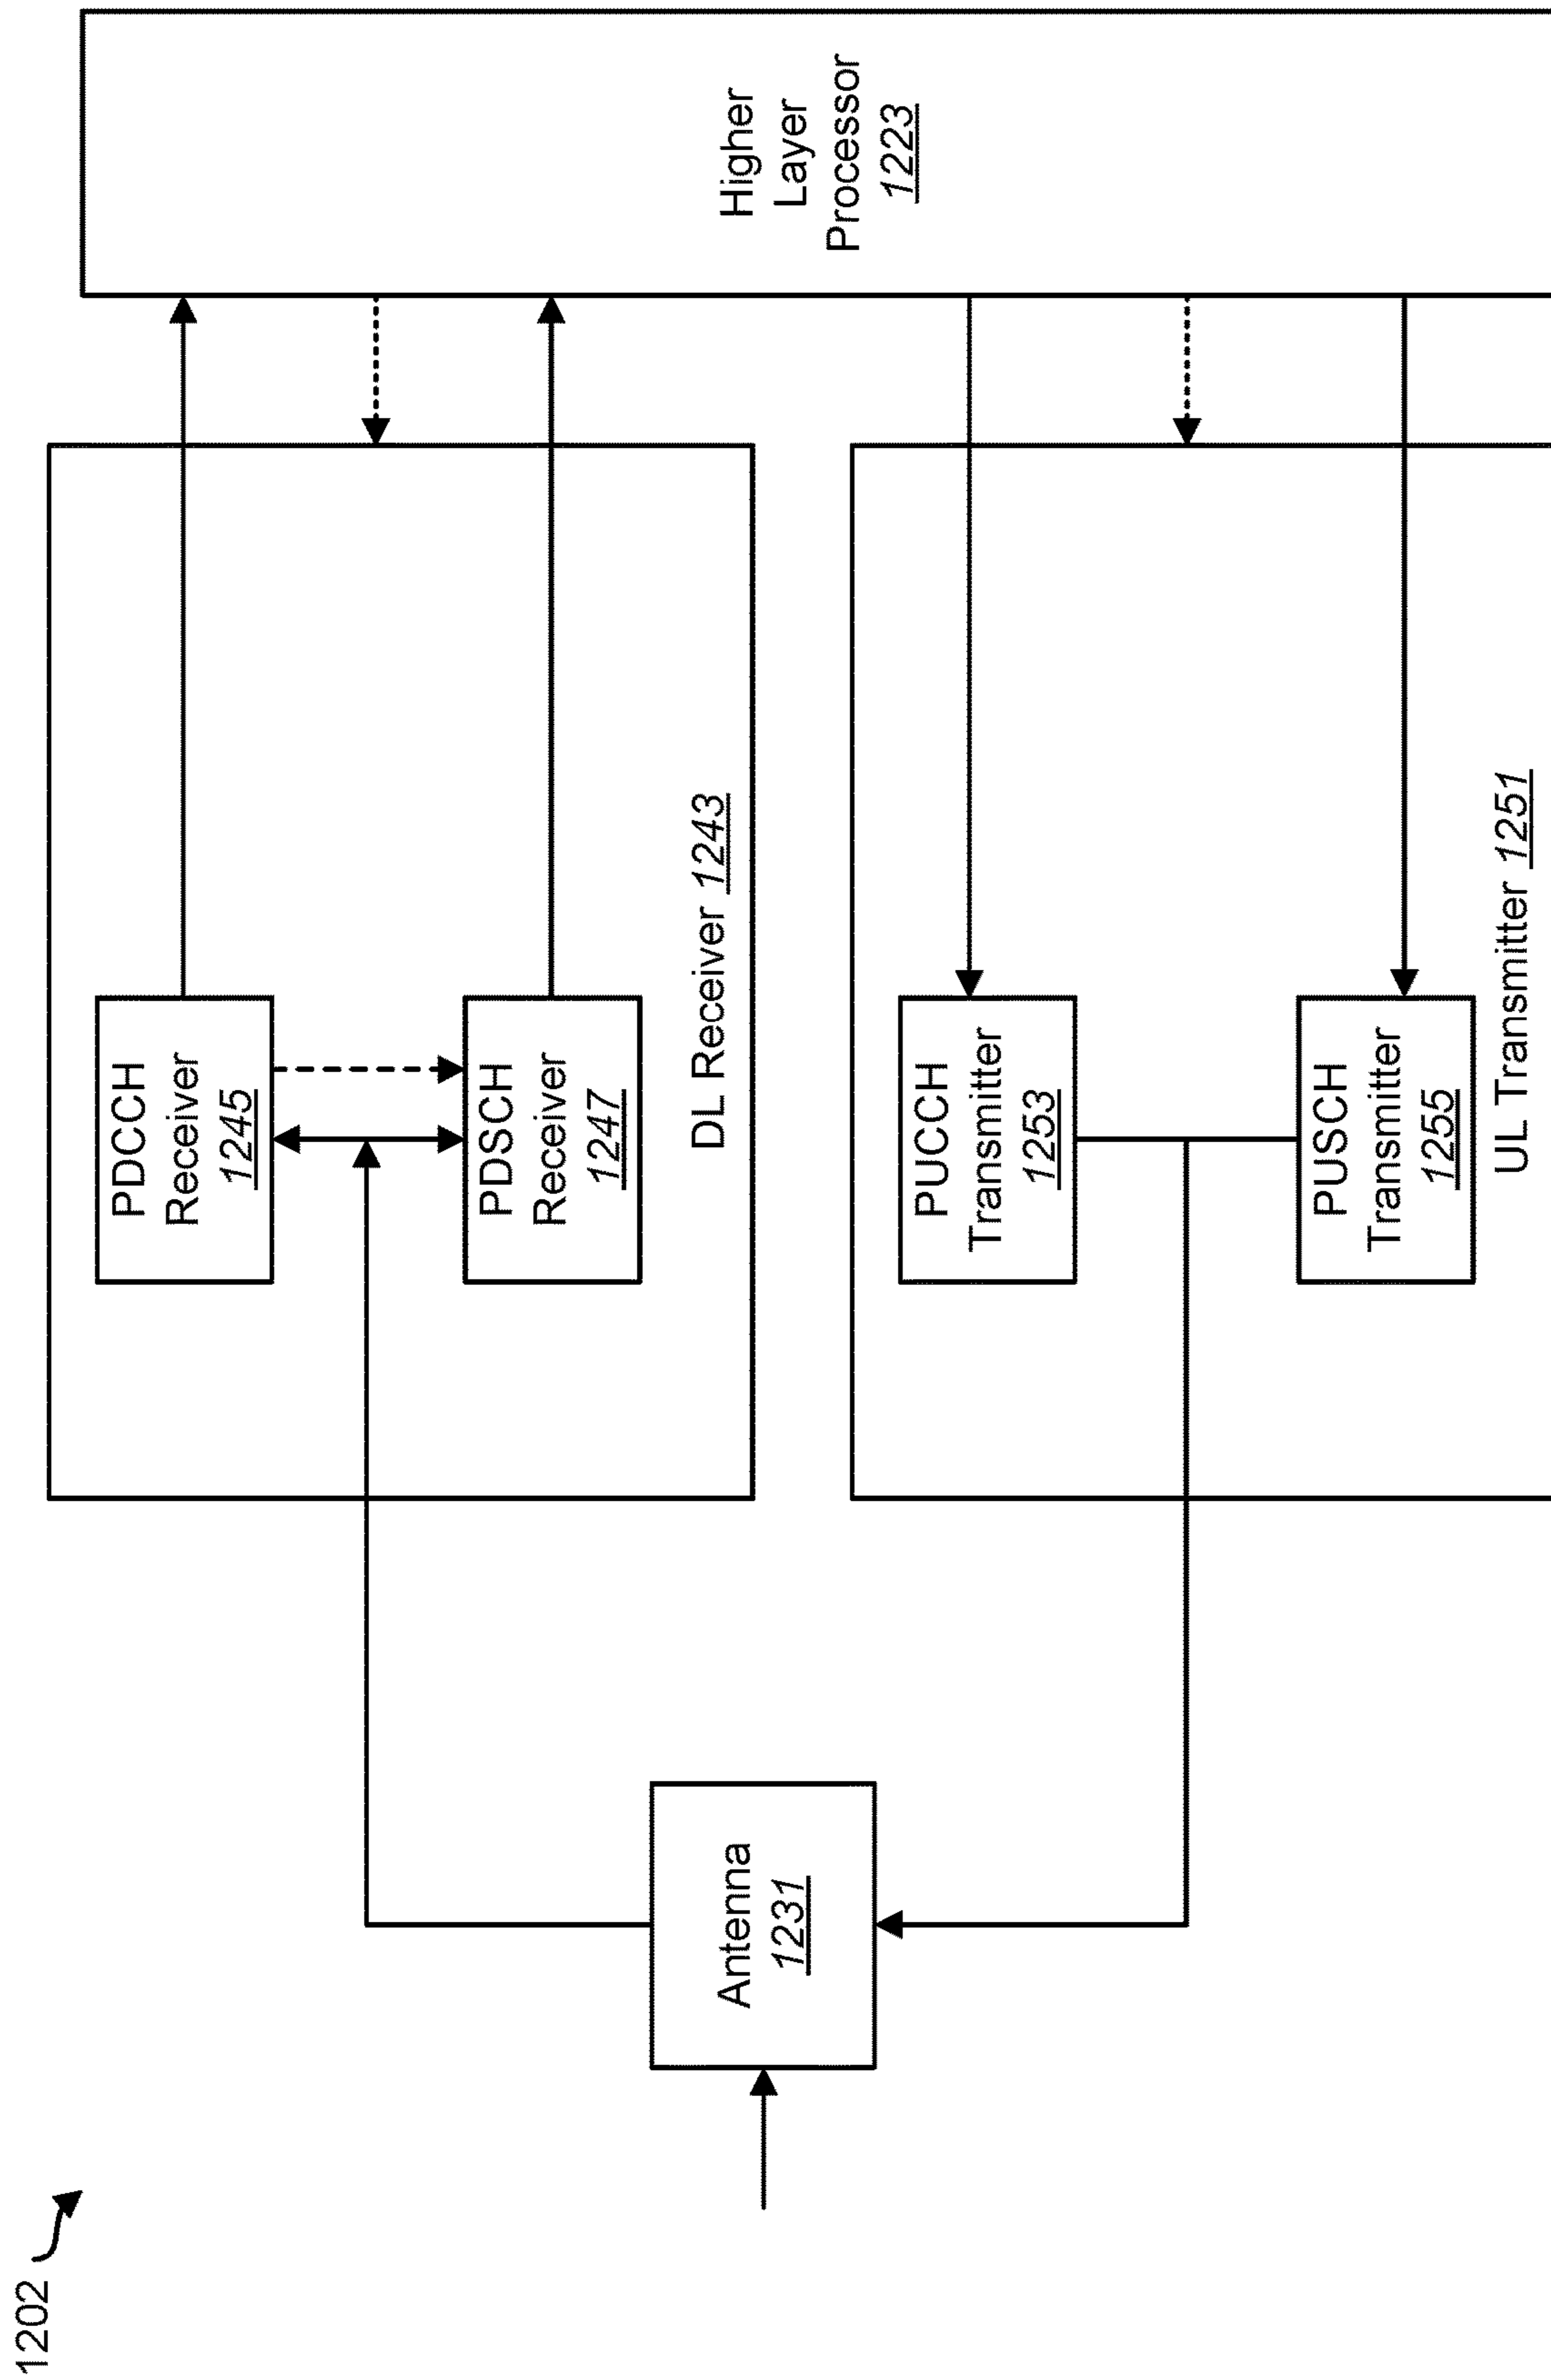 1202
PDCCH
Receiver
1245
PDSCH
Receiver
1247
DL Receiver 1243
Higher
Layer
Processor
1223
Antenna
1231
PUCCH
Transmitter
1253
PUSCH
Transmitter
1255
UL Transmitter 1251